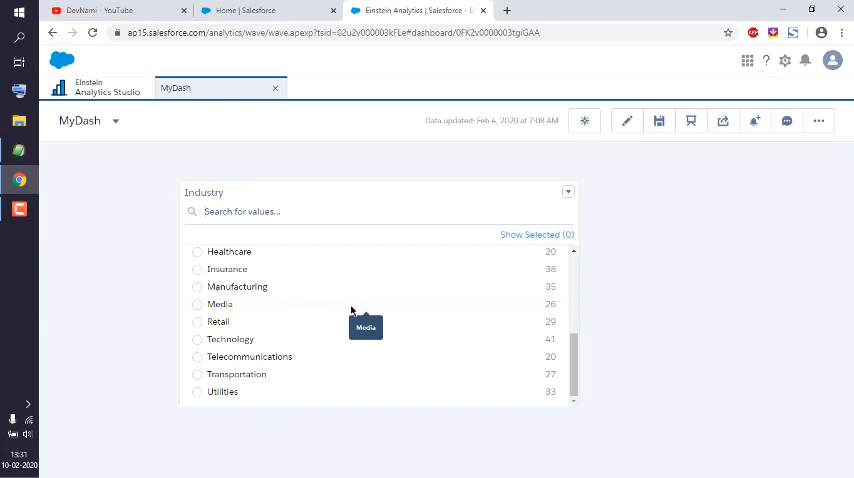 DevNami - YouTube
Home | Salesforce
Einstein Analytics | Salesforce - D
ap15.salesforce.com/analytics/wave/wave.apexp?tsid=02u2v000003kFLe#dashboard/0FK2v0000003tgiGAA
Einstein
Analytics Studio
MyDash
MyDash
Data updated: Feb 4, 2020 at 7:08 AM
Industry
Search for values...
Show Selected (0)
Healthcare 20
Insurance 38
Manufacturing 35
Media 26
Media
Retail 29
Technology 41
Telecommunications 20
Transportation 27
Utilities 33
13:31
10-02-2020